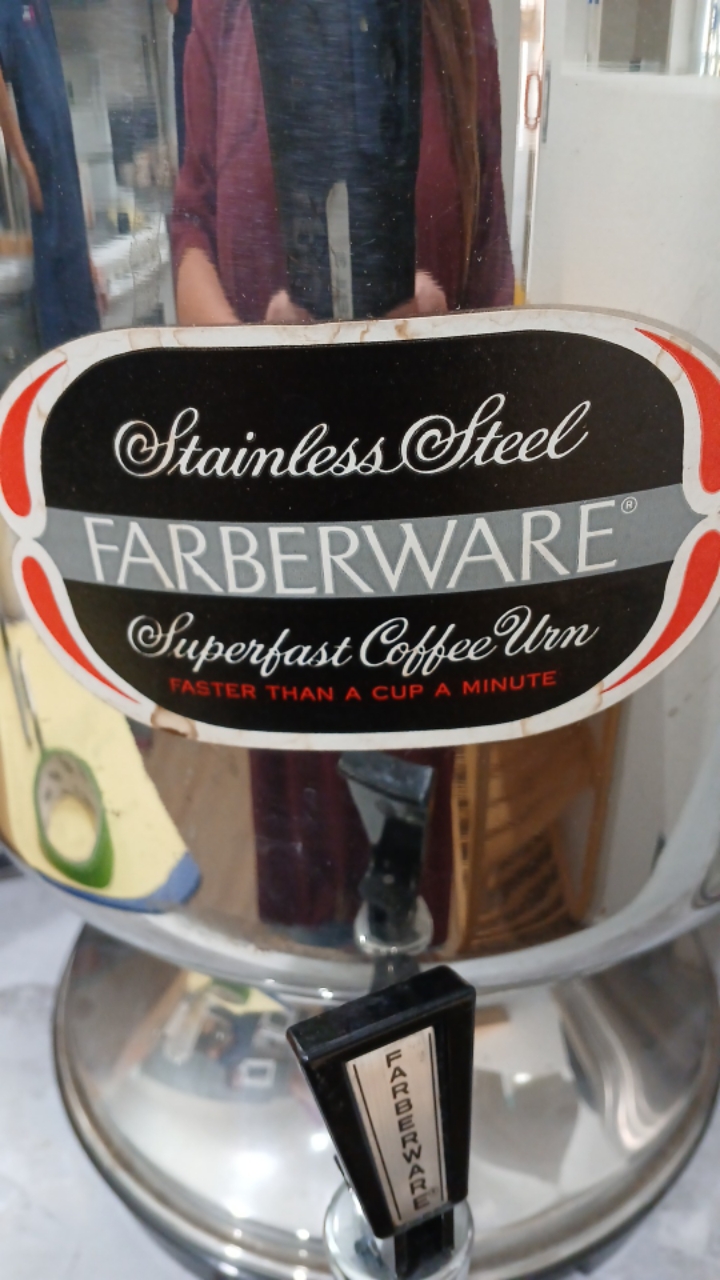 Stainless Steel
FARBERWARE®
Superfast Coffee Urn
FASTER THAN A CUP A MINUTE
FARBERWARE